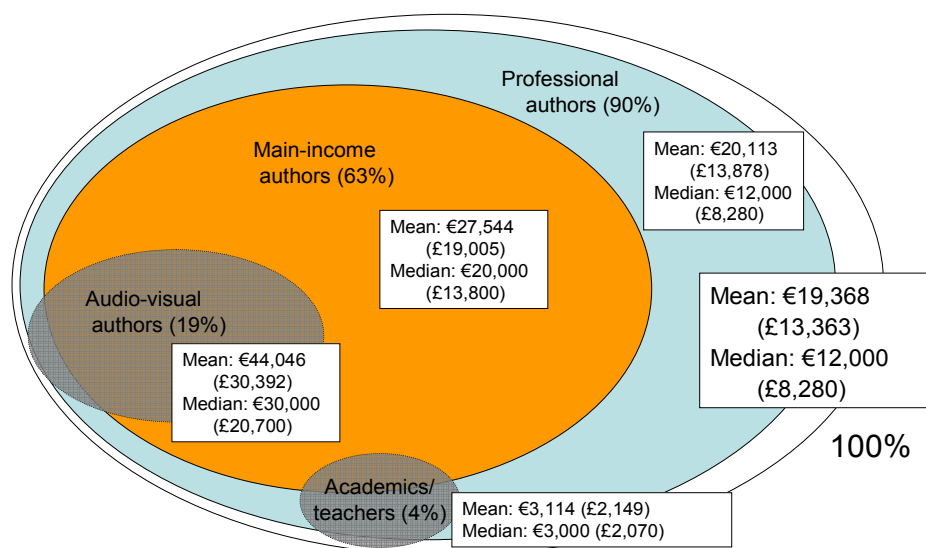 Professional
authors (90%)
Mean: €20,113
(£13,878)
Median: €12,000
(£8,280)
Main-income
authors (63%)
Mean: €27,544
(£19,005)
Median: €20,000
(£13,800)
Audio-visual
authors (19%)
Mean: €44,046
(£30,392)
Median: €30,000
(£20,700)
Mean: €19,368
(£13,363)
Median: €12,000
(£8,280)
100%
Academics/
teachers (4%)
Mean: €3,114 (£2,149)
Median: €3,000 (£2,070)